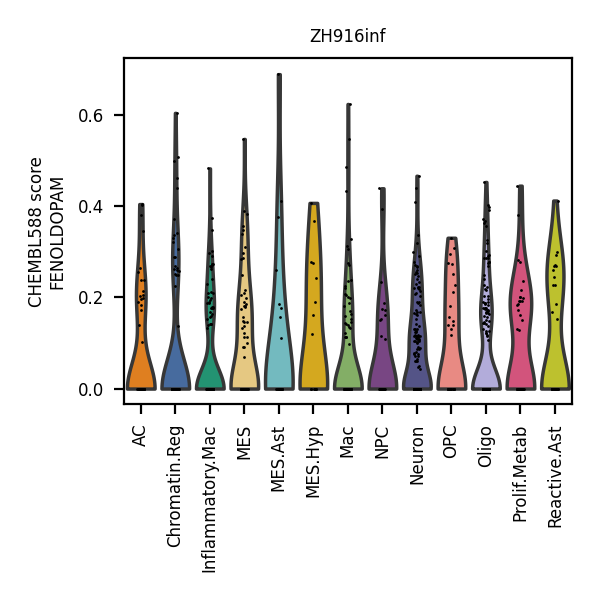 ZH916inf
CHEMBL588 score
FENOLDOPAM
0.6
0.4
0.2
0.0
AC
Chromatin.Reg
Inflammatory.Mac
MES
MES.Ast
MES.Hyp
Mac
NPC
Neuron
OPC
Oligo
Prolif.Metab
Reactive.Ast